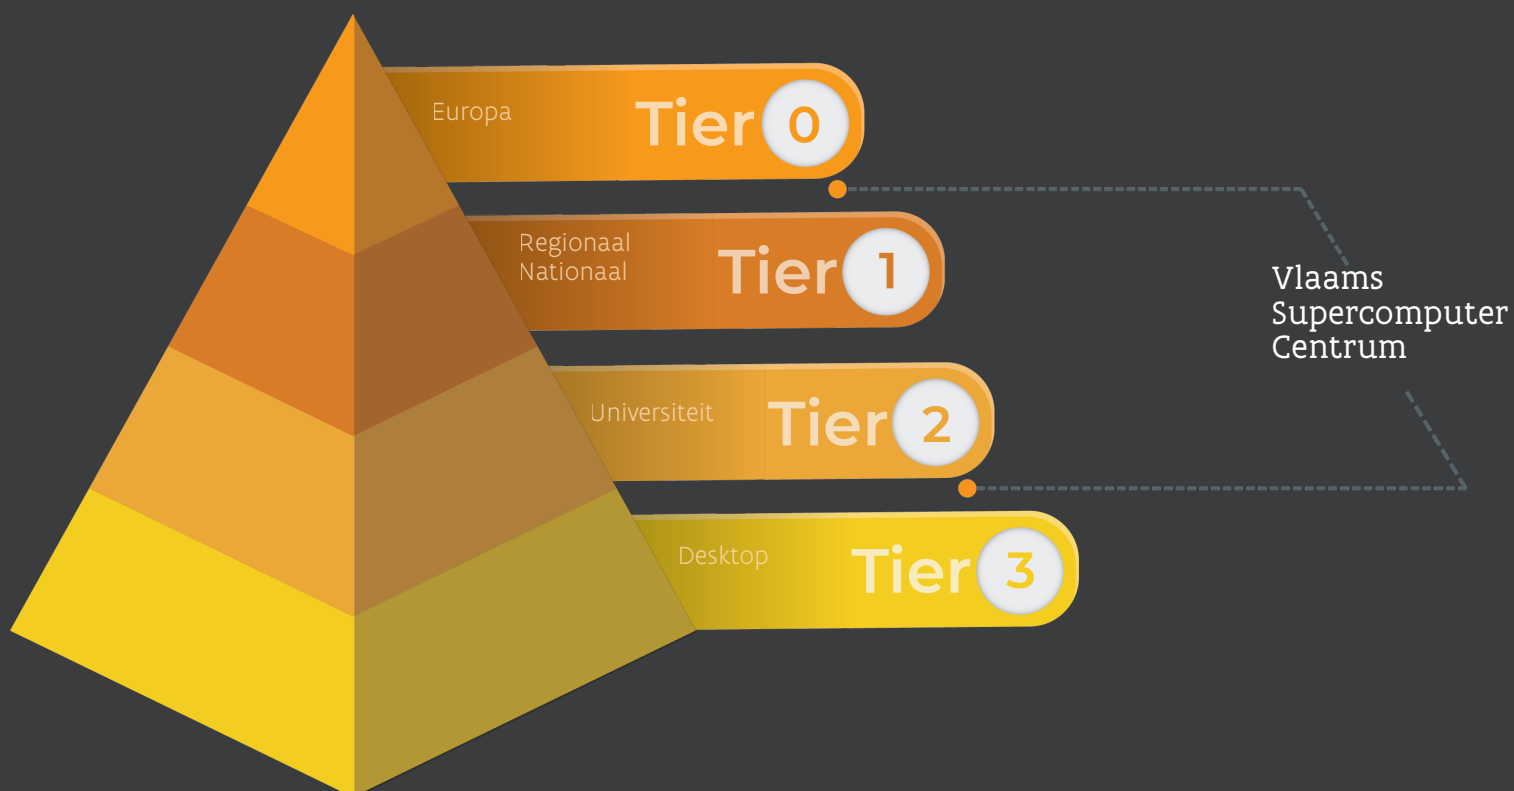 Europa
Tier 0
Regionaal
Nationaal
Tier 1
Vlaams
Supercomputer
Centrum
Universiteit
Tier 2
Desktop
Tier 3